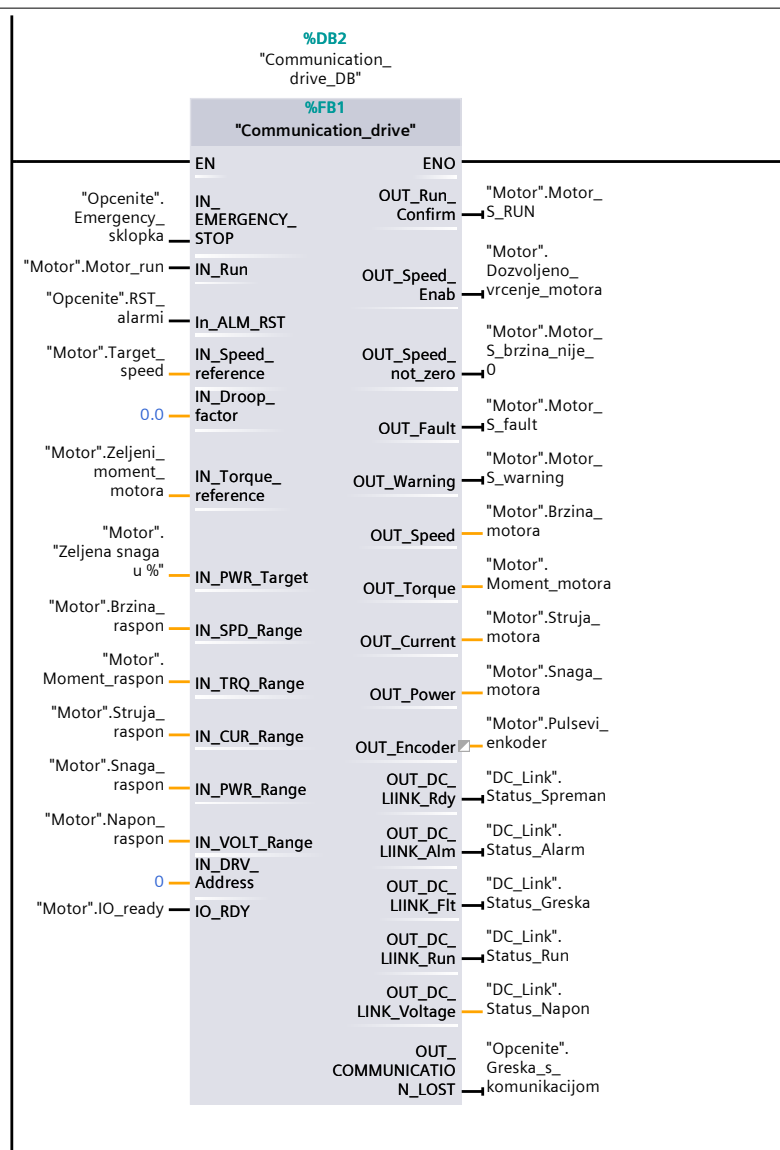 %DB2
"Communication_
drive_DB"
%FB1
"Communication_drive"
EN
ENO
"Opcenite".
Emergency_
sklopka
IN_
EMERGENCY_
STOP
"Motor".Motor_run
IN_Run
"Opcenite".RST_
alarmi
In_ALM_RST
"Motor".Target_
speed
IN_Speed_
reference
0.0
IN_Droop_
factor
"Motor".Zeljeni_
moment_
motora
IN_Torque_
reference
"Motor".
"Zeljena snaga
u %"
IN_PWR_Target
"Motor".Brzina_
raspon
IN_SPD_Range
"Motor".
Moment_raspon
IN_TRQ_Range
"Motor".Struja_
raspon
IN_CUR_Range
"Motor".Snaga_
raspon
IN_PWR_Range
"Motor".Napon_
raspon
IN_VOLT_Range
0
IN_DRV_
Address
"Motor".IO_ready
IO_RDY
OUT_Run_
Confirm
"Motor".Motor_
S_RUN
OUT_Speed_
Enab
"Motor".
Dozvoljeno_
vrcenje_motora
OUT_Speed_
not_zero
"Motor".Motor_
S_brzina_nije_
0
OUT_Fault
"Motor".Motor_
S_fault
OUT_Warning
"Motor".Motor_
S_warning
OUT_Speed
"Motor".Brzina_
motora
OUT_Torque
"Motor".
Moment_motora
OUT_Current
"Motor".Struja_
motora
OUT_Power
"Motor".Snaga_
motora
OUT_Encoder
"Motor".Pulsevi_
enkoder
OUT_DC_
LIINK_Rdy
"DC_Link".
Status_Spreman
OUT_DC_
LIINK_Alm
"DC_Link".
Status_Alarm
OUT_DC_
LIINK_Flt
"DC_Link".
Status_Greska
OUT_DC_
LIINK_Run
"DC_Link".
Status_Run
OUT_DC_
LINK_Voltage
"DC_Link".
Status_Napon
OUT_
COMMUNICATIO
N_LOST
"Opcenite".
Greska_s_
komunikacijom